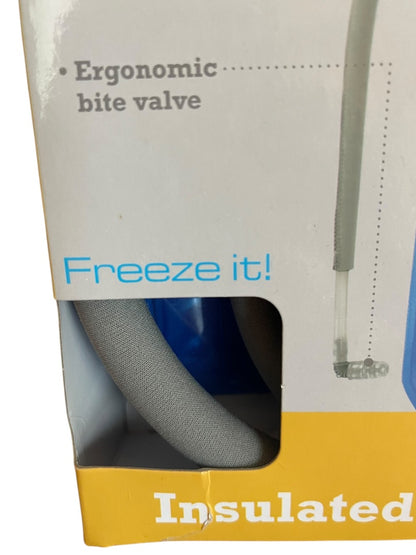 • Ergonomic
bite valve
Freeze it!
Insulated